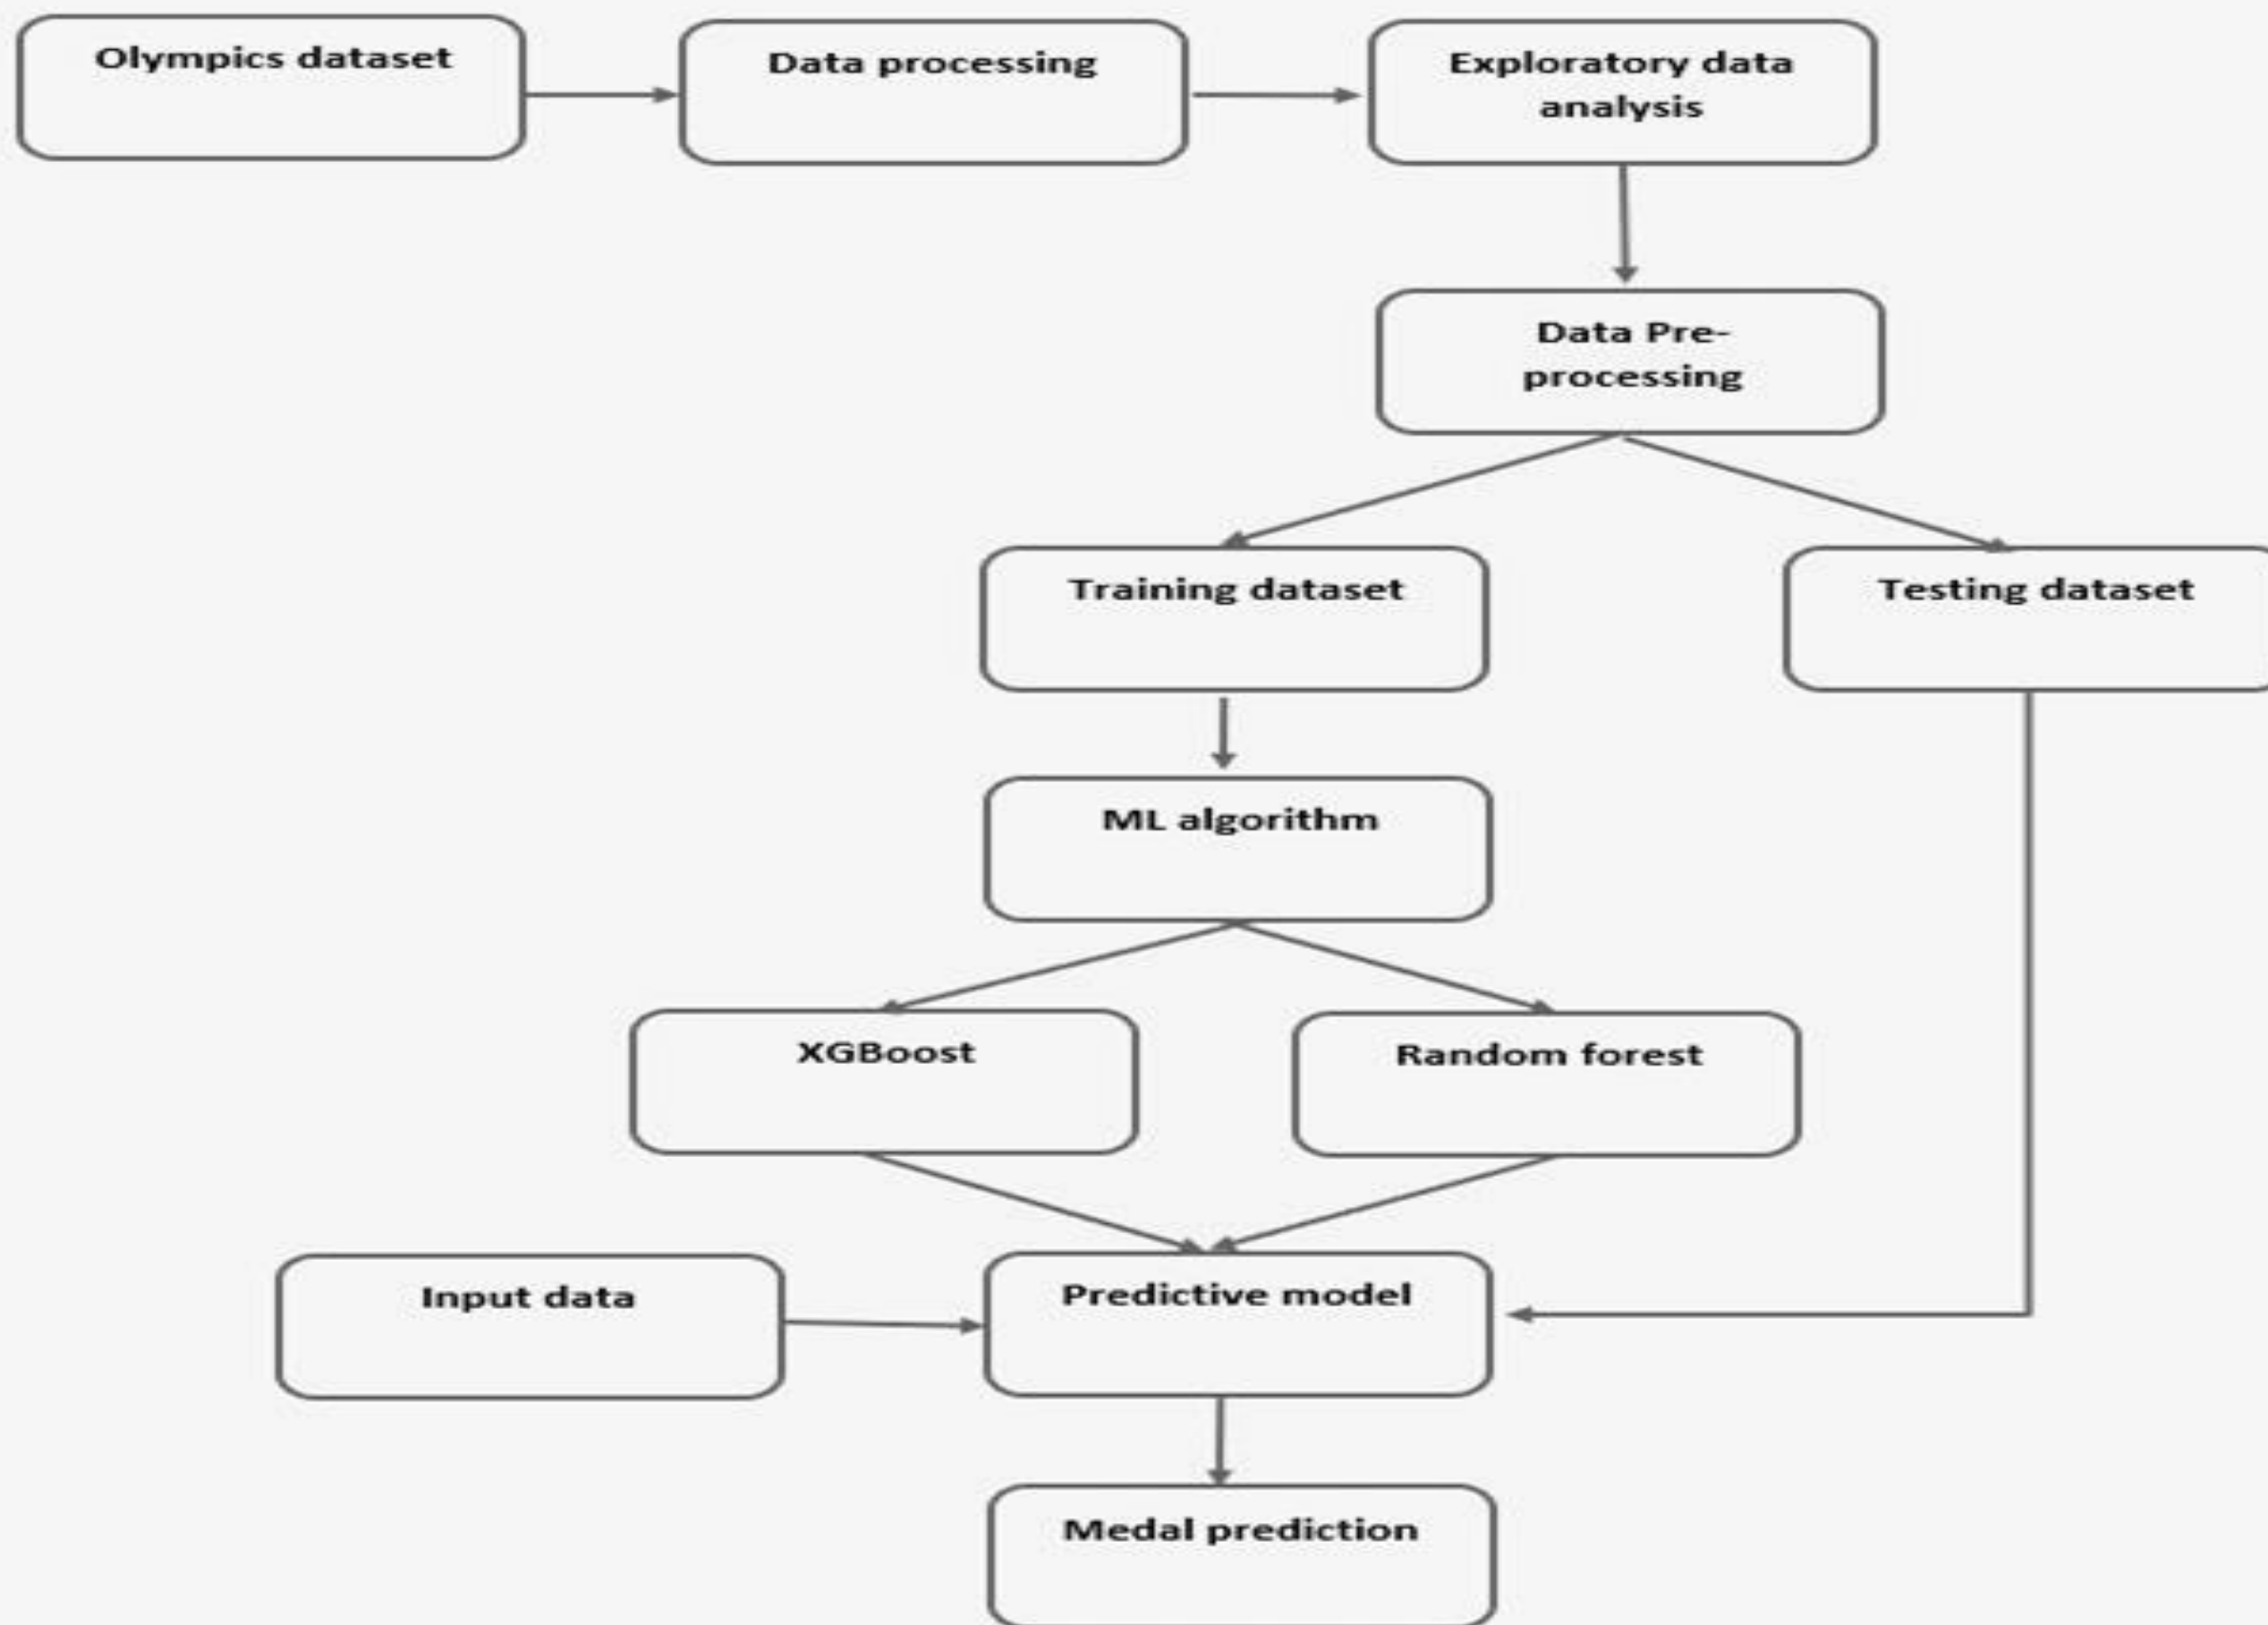 Olympics dataset
Data processing
Exploratory data
analysis
Data Pre-
processing
Training dataset
Testing dataset
ML algorithm
XGBoost
Random forest
Input data
Predictive model
Medal prediction